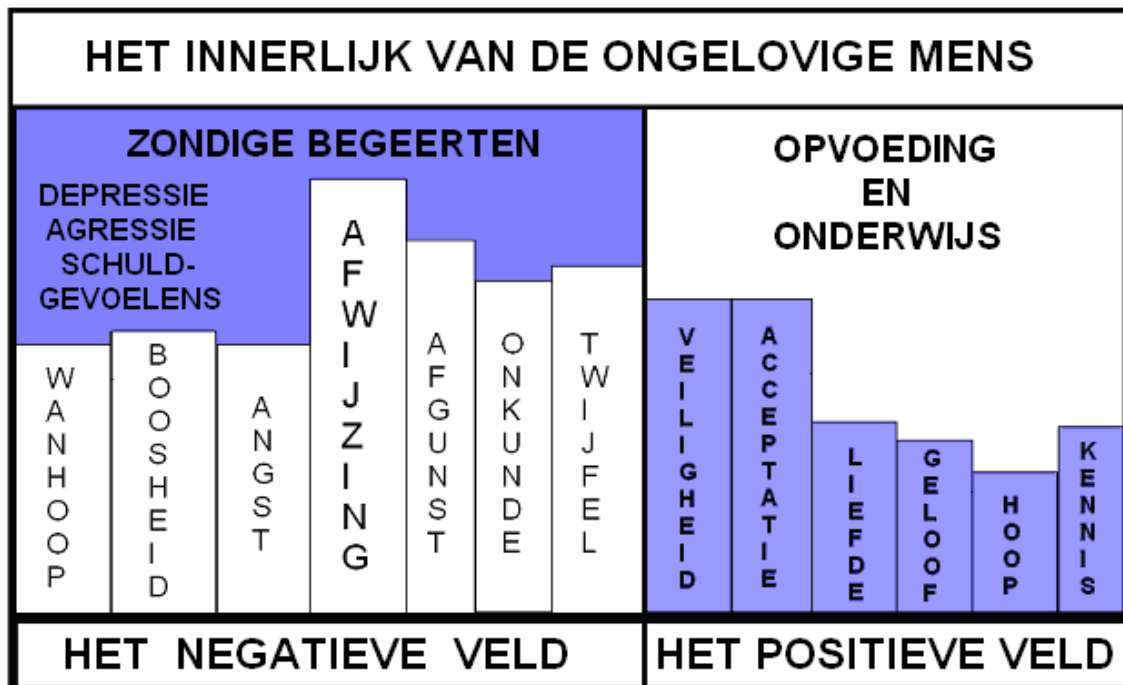 HET INNERLIJK VAN DE ONGELOVIGE MENS
ZONDIGE BEGEERTEN
DEPRESSIE
AGRESSIE
SCHULD-
GEVOELENS
WANHOOP
BOOSHEID
ANGST
AFWIJZING
AFGUNST
ONKUNDE
TWIJFEL
OPVOEDING
EN
ONDERWIJS
VEILIGHEID
ACCEPTATIE
LIEFDE
GELOOF
HOOP
KENNIS
HET NEGATIEVE VELD
HET POSITIEVE VELD